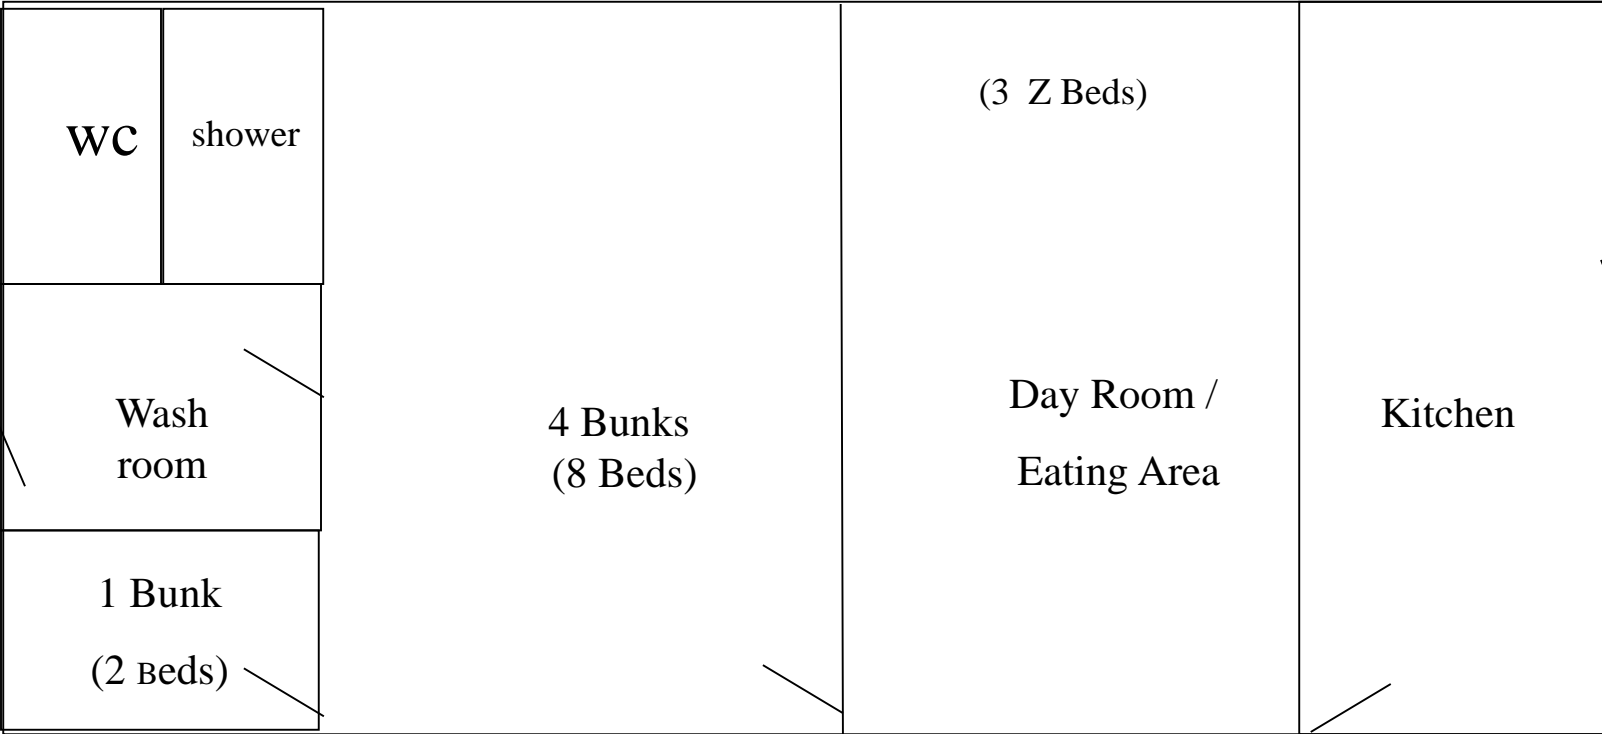 wc
shower
(3 Z Beds)
Wash
room
4 Bunks
(8 Beds)
Day Room /
Eating Area
Kitchen
1 Bunk
(2 Beds)